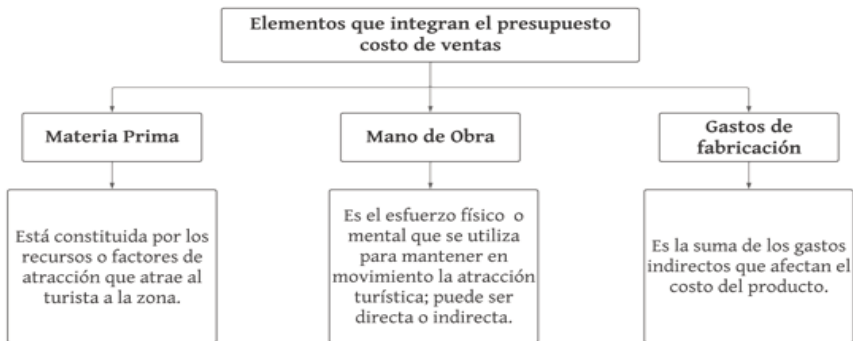 Elementos que integran el presupuesto
costo de ventas
Materia Prima
Mano de Obra
Gastos de
fabricación
Está constituida por los
recursos o factores de
atracción que atrae al
turista a la zona.
Es el esfuerzo físico o
mental que se utiliza
para mantener en
movimiento la atracción
turística; puede ser
directa o indirecta.
Es la suma de los gastos
indirectos que afectan el
costo del producto.